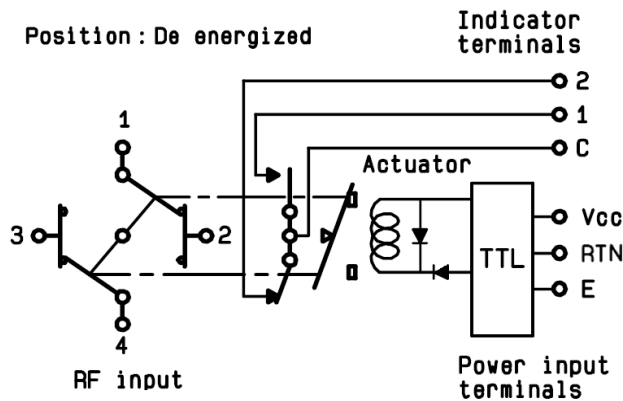 Position : De energized
Indicator
terminals
2
1
C
1
Actuator
3
2
Vcc
TTL
RTN
E
4
RF input
Power input
terminals